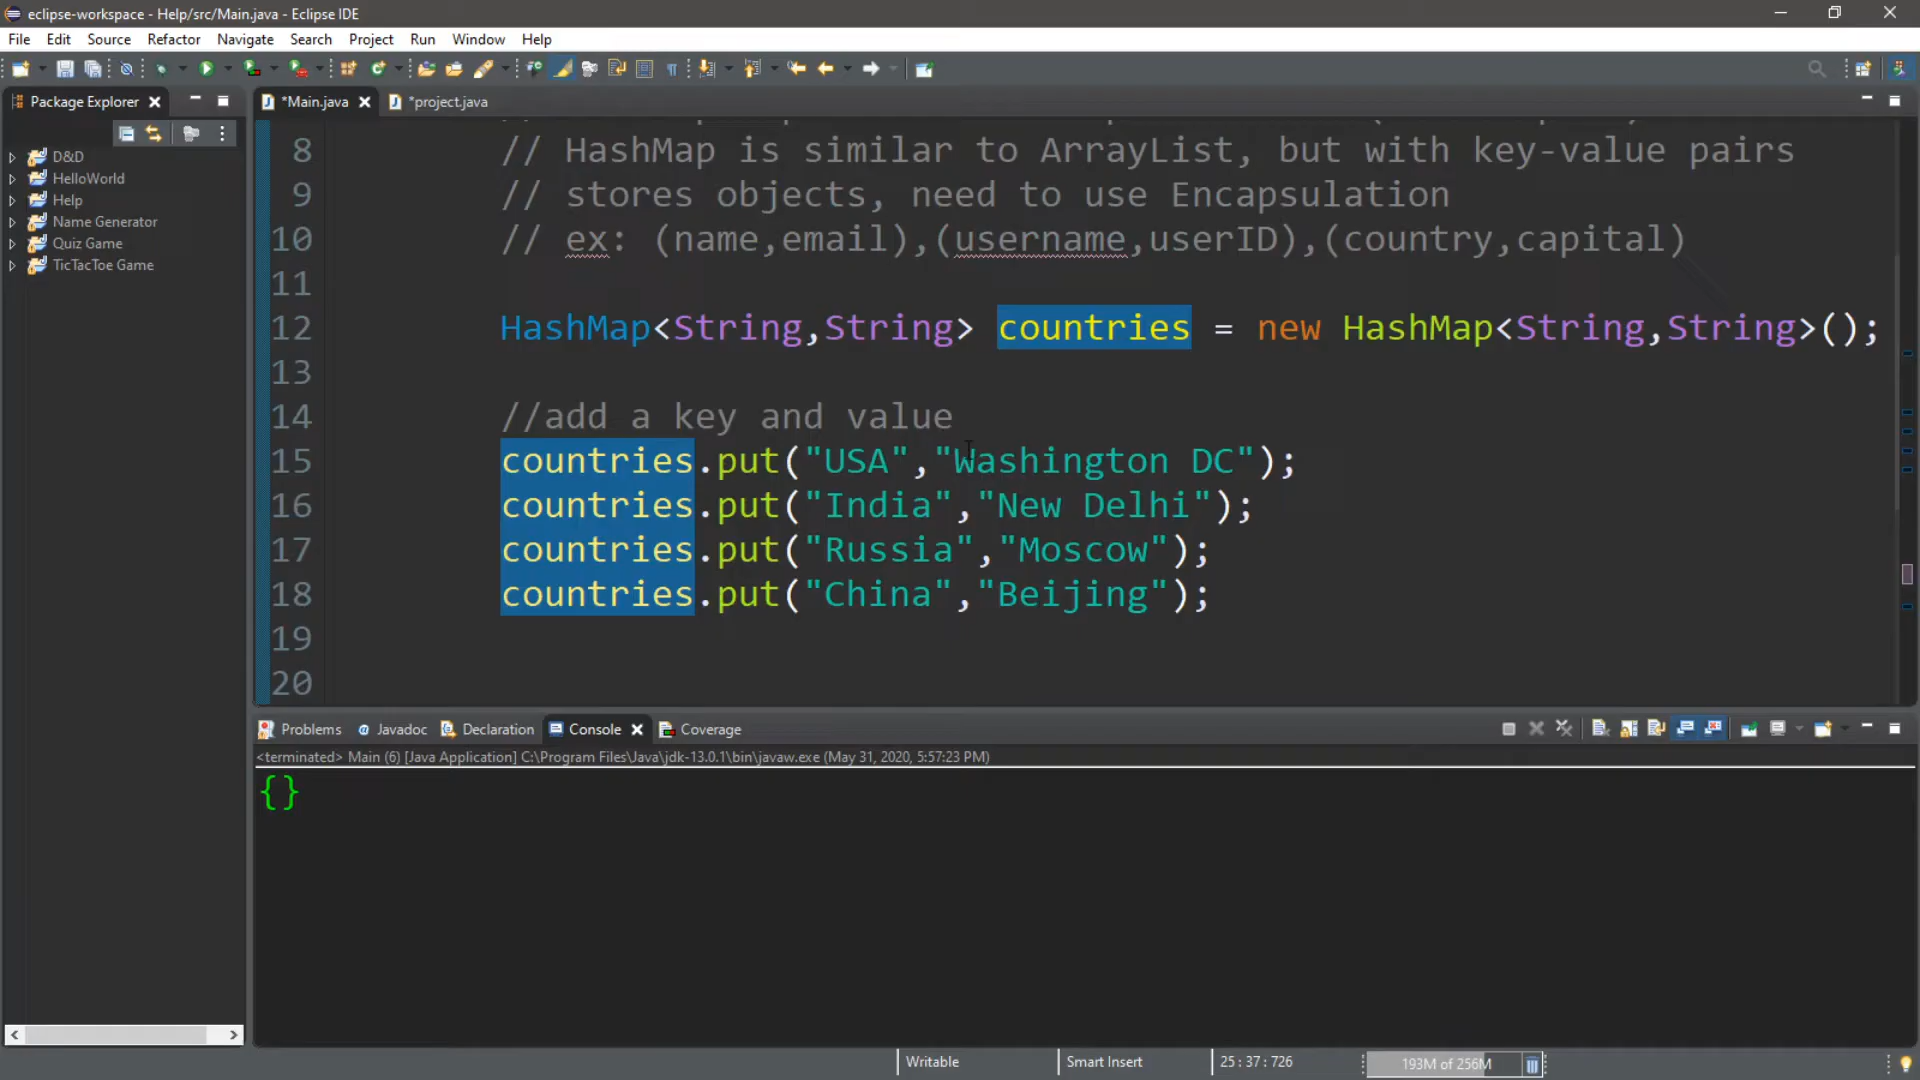 eclipse-workspace - Help/src/Main.java - Eclipse IDE
File Edit Source Refactor Navigate Search Project Run Window Help
Package Explorer
*Main.java *project.java
D&D
HelloWorld
Help
Name Generator
Quiz Game
TicTacToe Game
8 // HashMap is similar to ArrayList, but with key-value pairs
9 // stores objects, need to use Encapsulation
10 // ex: (name,email),(username,userID),(country,capital)
11
12 HashMap<String,String> countries = new HashMap<String,String>();
13
14 //add a key and value
15 countries.put("USA","Washington DC");
16 countries.put("India","New Delhi");
17 countries.put("Russia","Moscow");
18 countries.put("China","Beijing");
19
20
Problems Javadoc Declaration Console Coverage
<terminated> Main (6) [Java Application] C:\Program Files\Java\jdk-13.0.1\bin\javaw.exe (May 31, 2020, 5:57:23 PM)
{}
Writable Smart Insert 25 : 37 : 726 193M of 256M